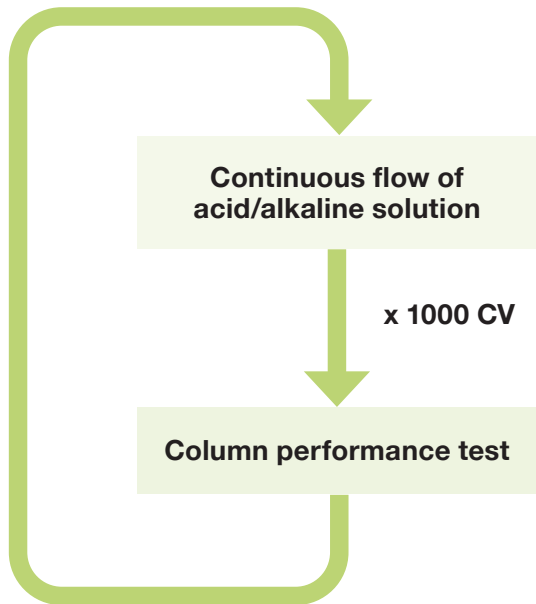 Continuous flow of
acid/alkaline solution
x 1000 CV
Column performance test